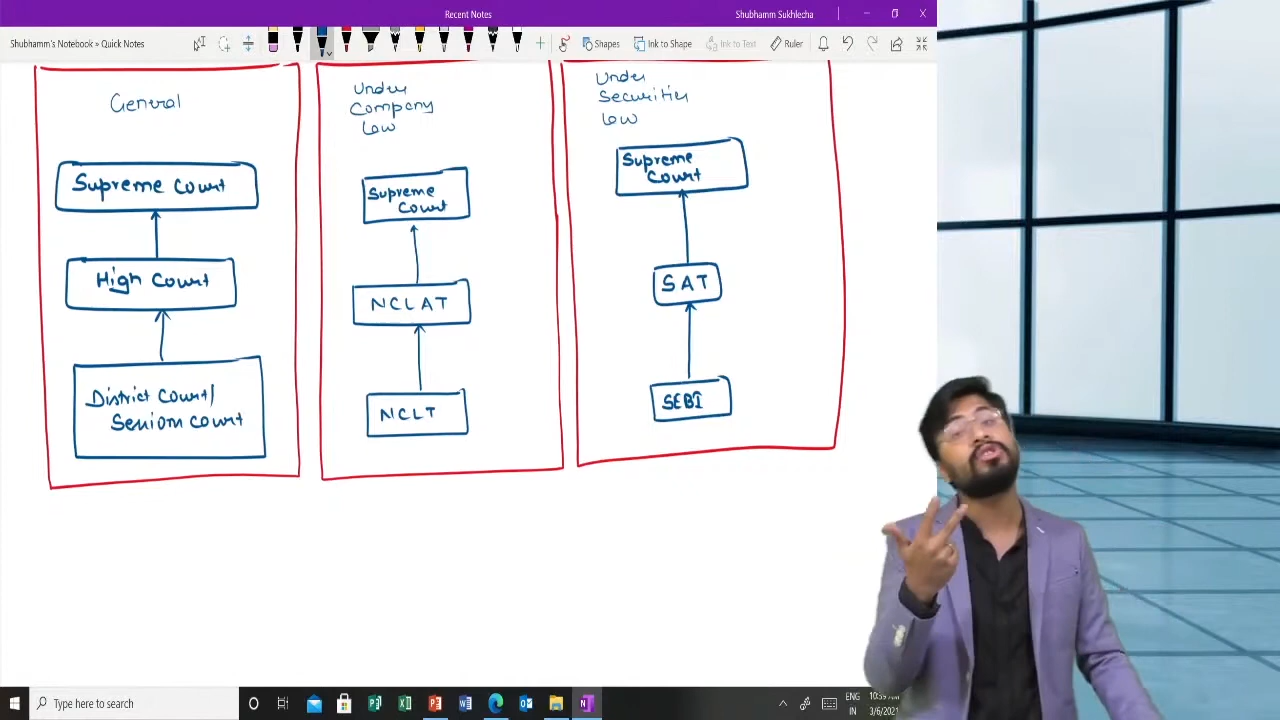 Recent Notes
Shubhamm Sukhlecha
Shubhamm's Notebook » Quick Notes
Shapes
Ink to Shape
Ink to Text
Ruler
General
Supreme Court
High Court
District Court/
Seniom court
Under
Company
Law
Supreme
Court
NCLAT
NCLT
Under
Securities
Law
Supreme
Court
SAT
SEBI
Type here to search
ENG
IN
3/6/2021